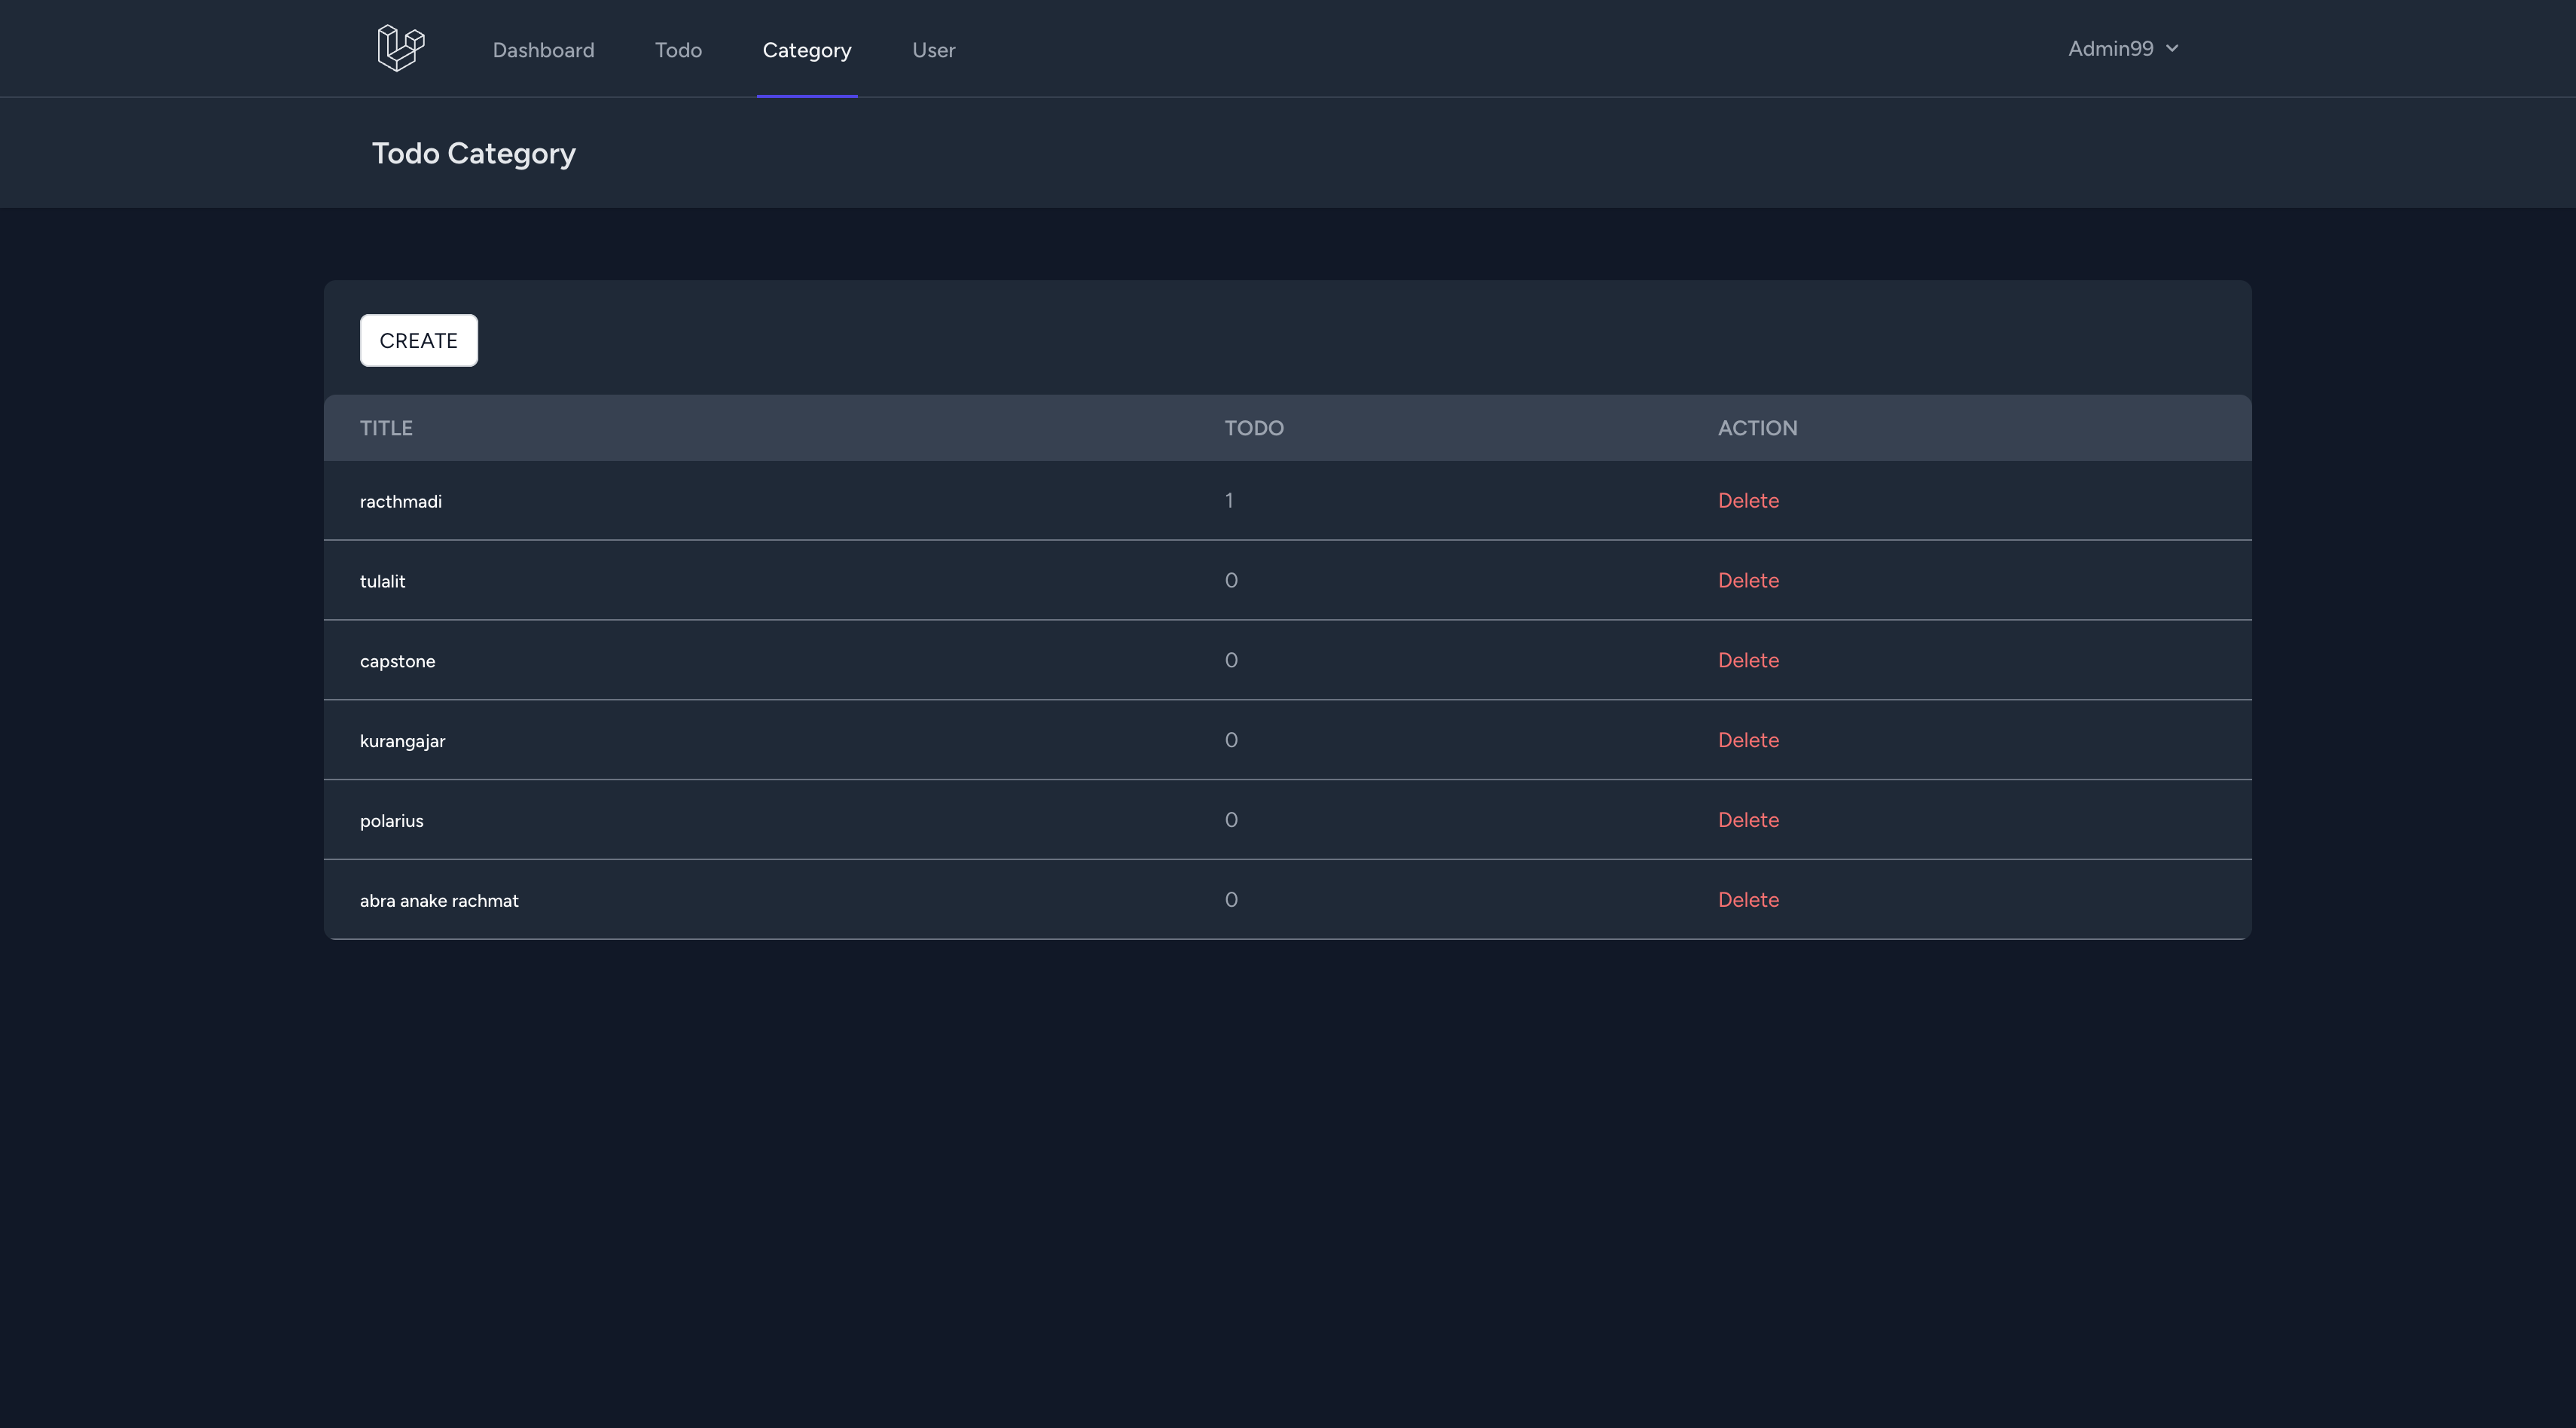 Dashboard Todo Category User Admin99
Todo Category
CREATE
TITLE TODO ACTION
racthmadi 1 Delete
tulalit 0 Delete
capstone 0 Delete
kurangajar 0 Delete
polarius 0 Delete
abra anake rachmat 0 Delete